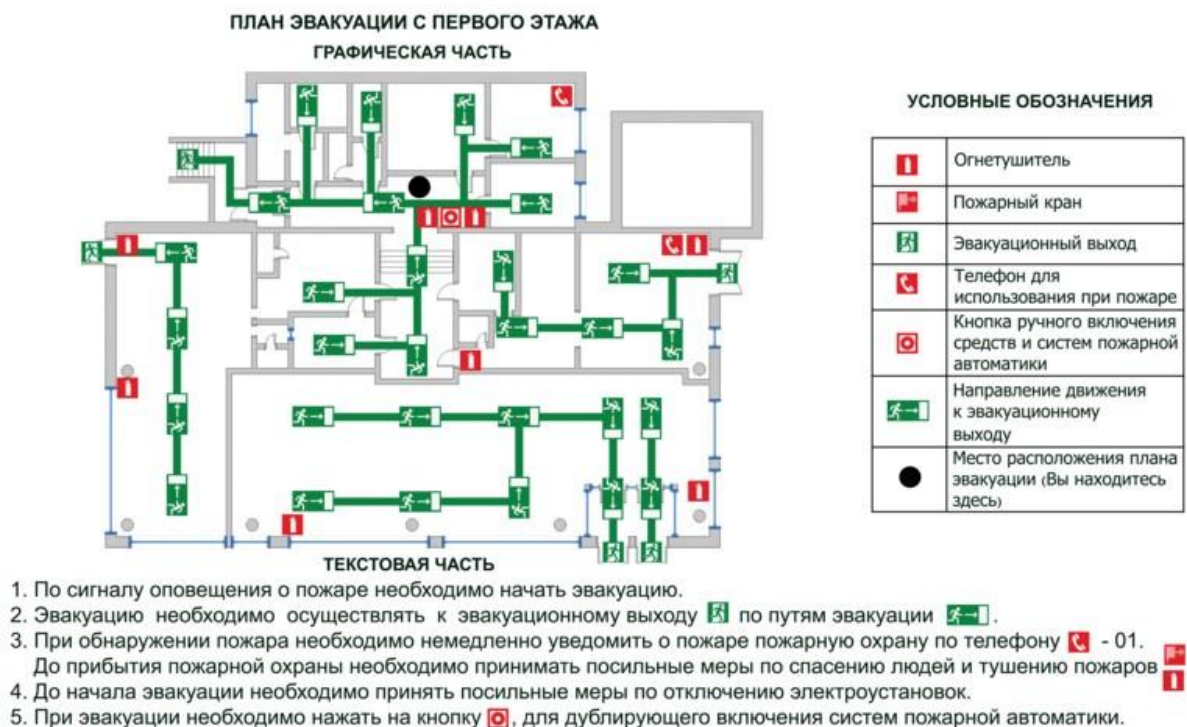 ПЛАН ЭВАКУАЦИИ С ПЕРВОГО ЭТАЖА
ГРАФИЧЕСКАЯ ЧАСТЬ
УСЛОВНЫЕ ОБОЗНАЧЕНИЯ
Огнетушитель
Пожарный кран
Эвакуационный выход
Телефон для
использования при пожаре
Кнопка ручного включения
средств и систем пожарной
автоматики
Направление движения
к эвакуационному
выходу
Место расположения плана
эвакуации (Вы находитесь
здесь)
ТЕКСТОВАЯ ЧАСТЬ
1. По сигналу оповещения о пожаре необходимо начать эвакуацию.
2. Эвакуацию необходимо осуществлять к эвакуационному выходу по путям эвакуации .
3. При обнаружении пожара необходимо немедленно уведомить о пожаре пожарную охрану по телефону - 01.
До прибытия пожарной охраны необходимо принимать посильные меры по спасению людей и тушению пожаров
4. До начала эвакуации необходимо принять посильные меры по отключению электроустановок.
5. При эвакуации необходимо нажать на кнопку , для дублирующего включения систем пожарной автоматики.